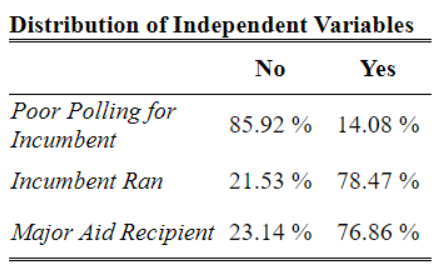 Distribution of Independent Variables
No Yes
Poor Polling for
Incumbent 85.92 % 14.08 %
Incumbent Ran 21.53 % 78.47 %
Major Aid Recipient 23.14 % 76.86 %